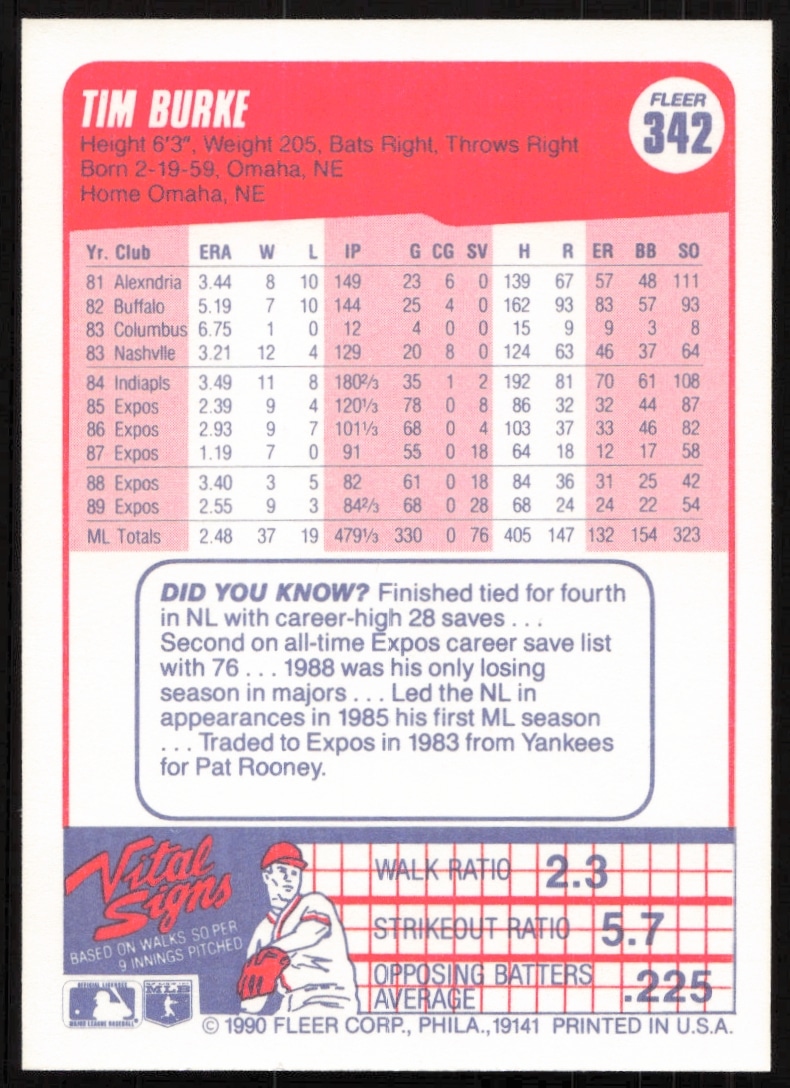 TIM BURKE
FLEER
342
Height 6'3", Weight 205, Bats Right, Throws Right
Born 2-19-59, Omaha, NE
Home Omaha, NE
Yr. Club ERA W L IP G CG SV H R ER BB SO
81 Alexndria 3.44 8 10 149 23 6 0 139 67 57 48 111
82 Buffalo 5.19 7 10 144 25 4 0 162 93 83 57 93
83 Columbus 6.75 1 0 12 4 0 0 15 9 9 3 8
83 Nashvlle 3.21 12 4 129 20 8 0 124 63 46 37 64
84 Indiapls 3.49 11 8 180²/₃ 35 1 2 192 81 70 61 108
85 Expos 2.39 9 4 120¹/₃ 78 0 8 86 32 32 44 87
86 Expos 2.93 9 7 101¹/₃ 68 0 4 103 37 33 46 82
87 Expos 1.19 7 0 91 55 0 18 64 18 12 17 58
88 Expos 3.40 3 5 82 61 0 18 84 36 31 25 42
89 Expos 2.55 9 3 84²/₃ 68 0 28 68 24 24 22 54
ML Totals 2.48 37 19 479¹/₃ 330 0 76 405 147 132 154 323
DID YOU KNOW? Finished tied for fourth
in NL with career-high 28 saves . . .
Second on all-time Expos career save list
with 76 . . . 1988 was his only losing
season in majors . . . Led the NL in
appearances in 1985 his first ML season
. . . Traded to Expos in 1983 from Yankees
for Pat Rooney.
Vital
Signs
BASED ON WALKS, SO PER
9 INNINGS PITCHED
WALK RATIO 2.3
STRIKEOUT RATIO 5.7
OPPOSING BATTERS
AVERAGE .225
OFFICIAL LICENSEE
MAJOR LEAGUE BASEBALL
© 1990 FLEER CORP., PHILA., 19141 PRINTED IN U.S.A.